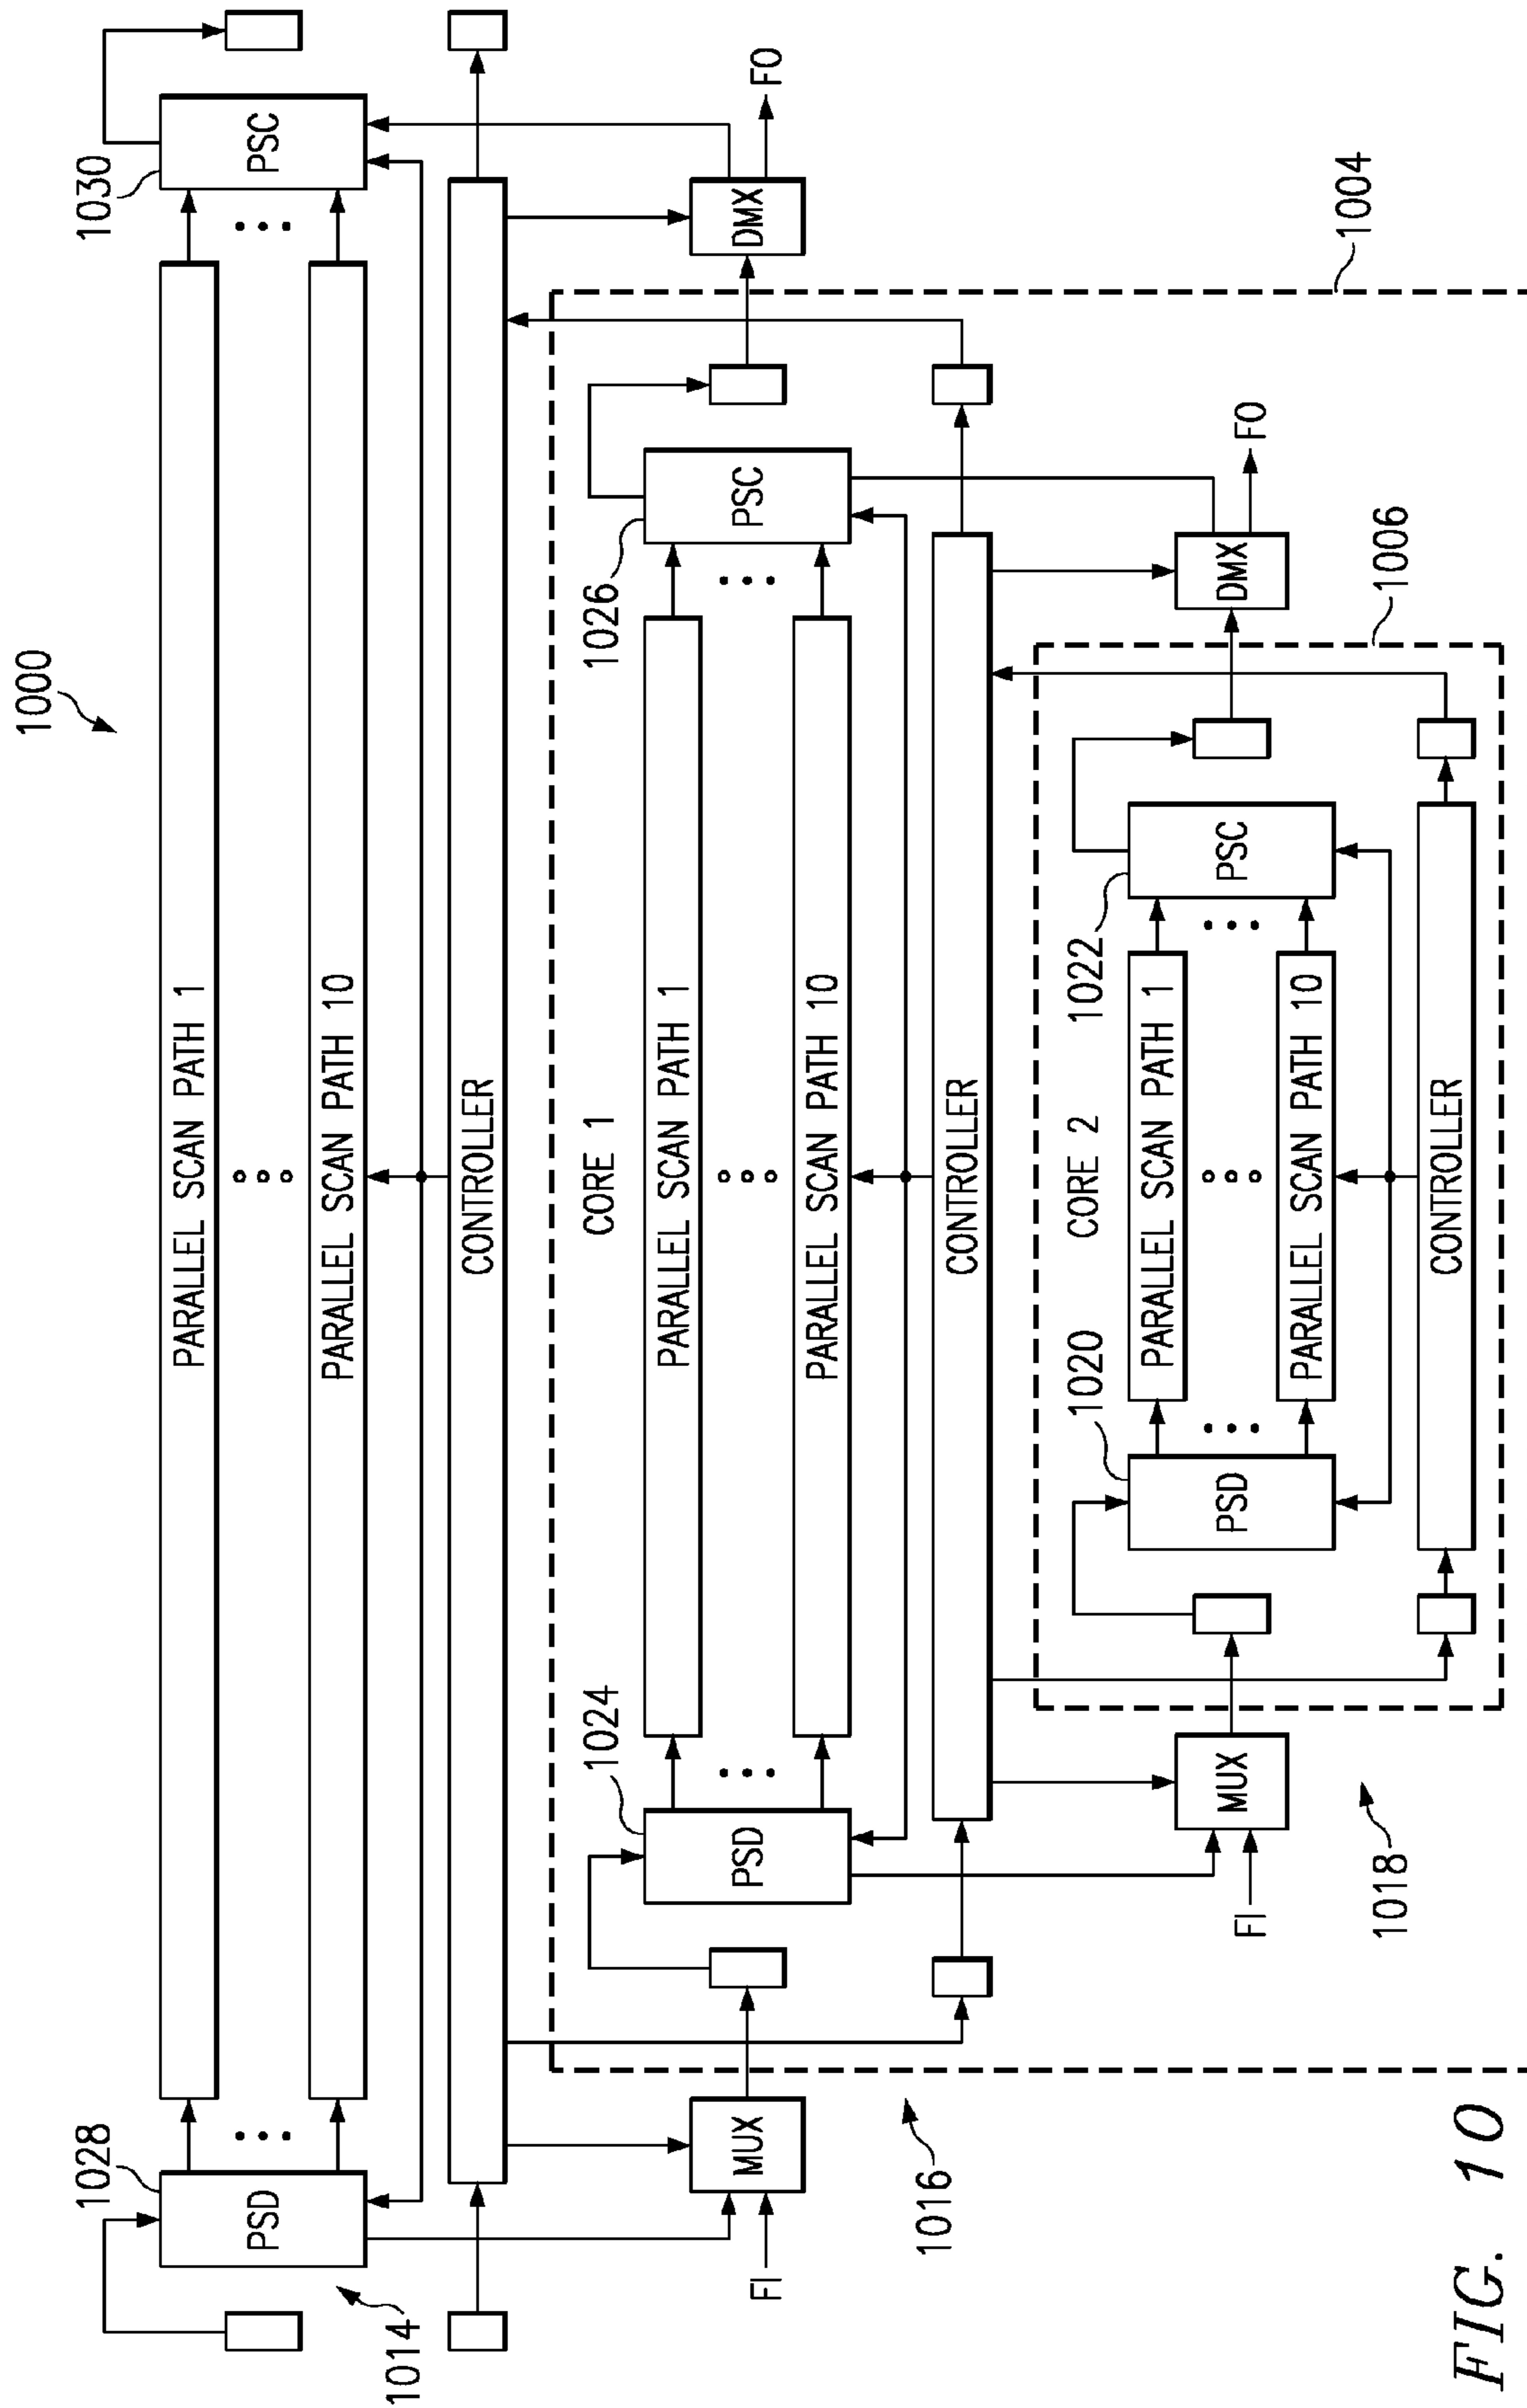 1000
1028
PSD
PARALLEL SCAN PATH 1
PARALLEL SCAN PATH 10
1030
PSC
1014
CONTROLLER
FI
MUX
DMX
FO
1016
CORE 1
1024
PSD
PARALLEL SCAN PATH 1
PARALLEL SCAN PATH 10
1026
PSC
CONTROLLER
1004
FI
MUX
DMX
FO
1018
1020
CORE 2
1022
PSD
PARALLEL SCAN PATH 1
PARALLEL SCAN PATH 10
PSC
CONTROLLER
1006
FIG. 10